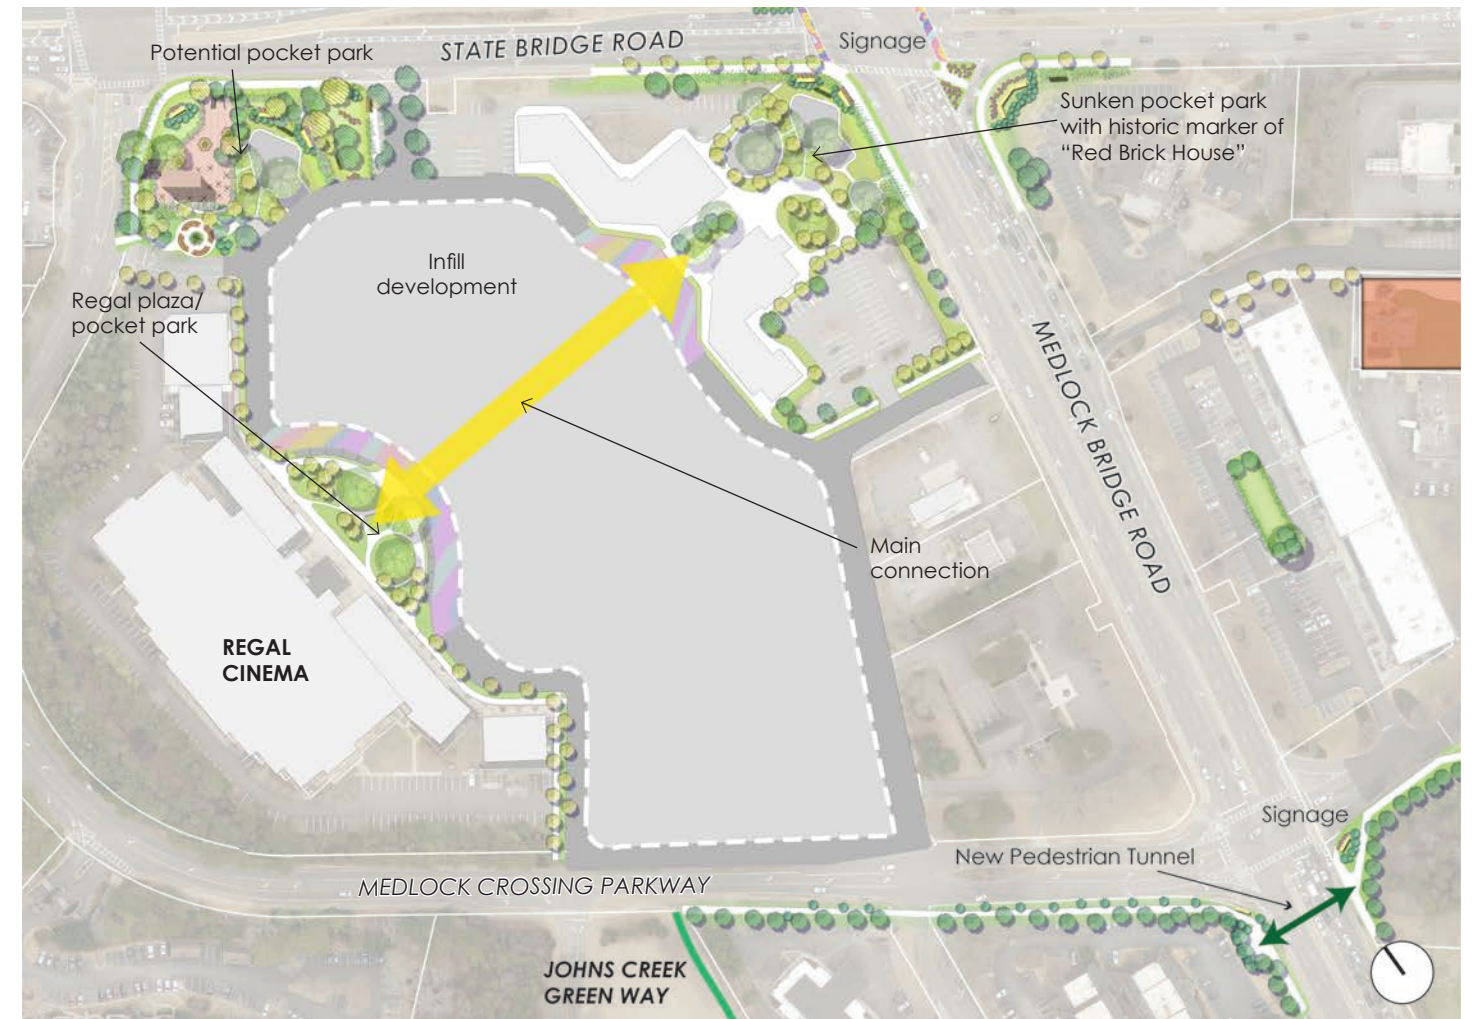 Potential pocket park
STATE BRIDGE ROAD
Signage
Sunken pocket park
with historic marker of
“Red Brick House”
Infill
development
Regal plaza/
pocket park
MEDLOCK BRIDGE ROAD
Main
connection
REGAL
CINEMA
Signage
New Pedestrian Tunnel
MEDLOCK CROSSING PARKWAY
JOHNS CREEK
GREEN WAY